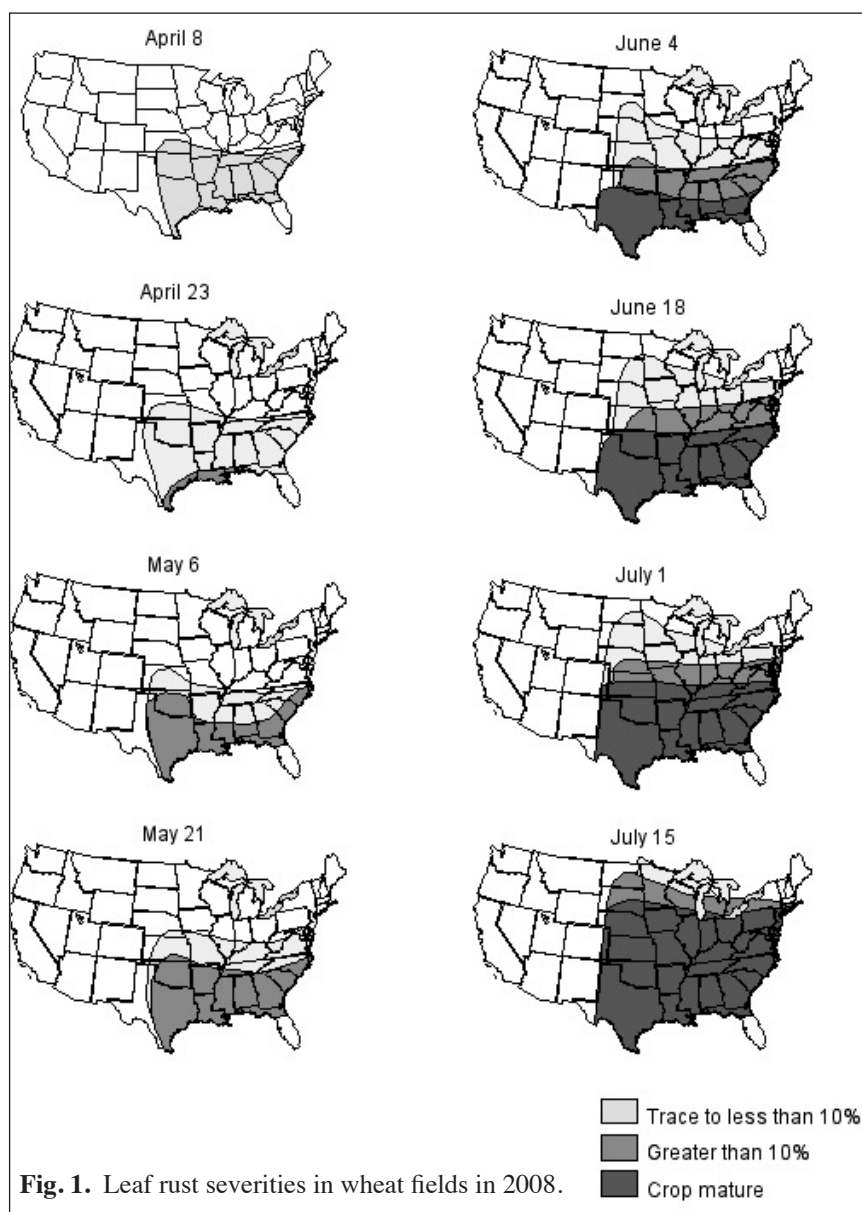 April 8
June 4
April 23
June 18
May 6
July 1
May 21
July 15
Trace to less than 10%
Greater than 10%
Crop mature
Fig. 1. Leaf rust severities in wheat fields in 2008.